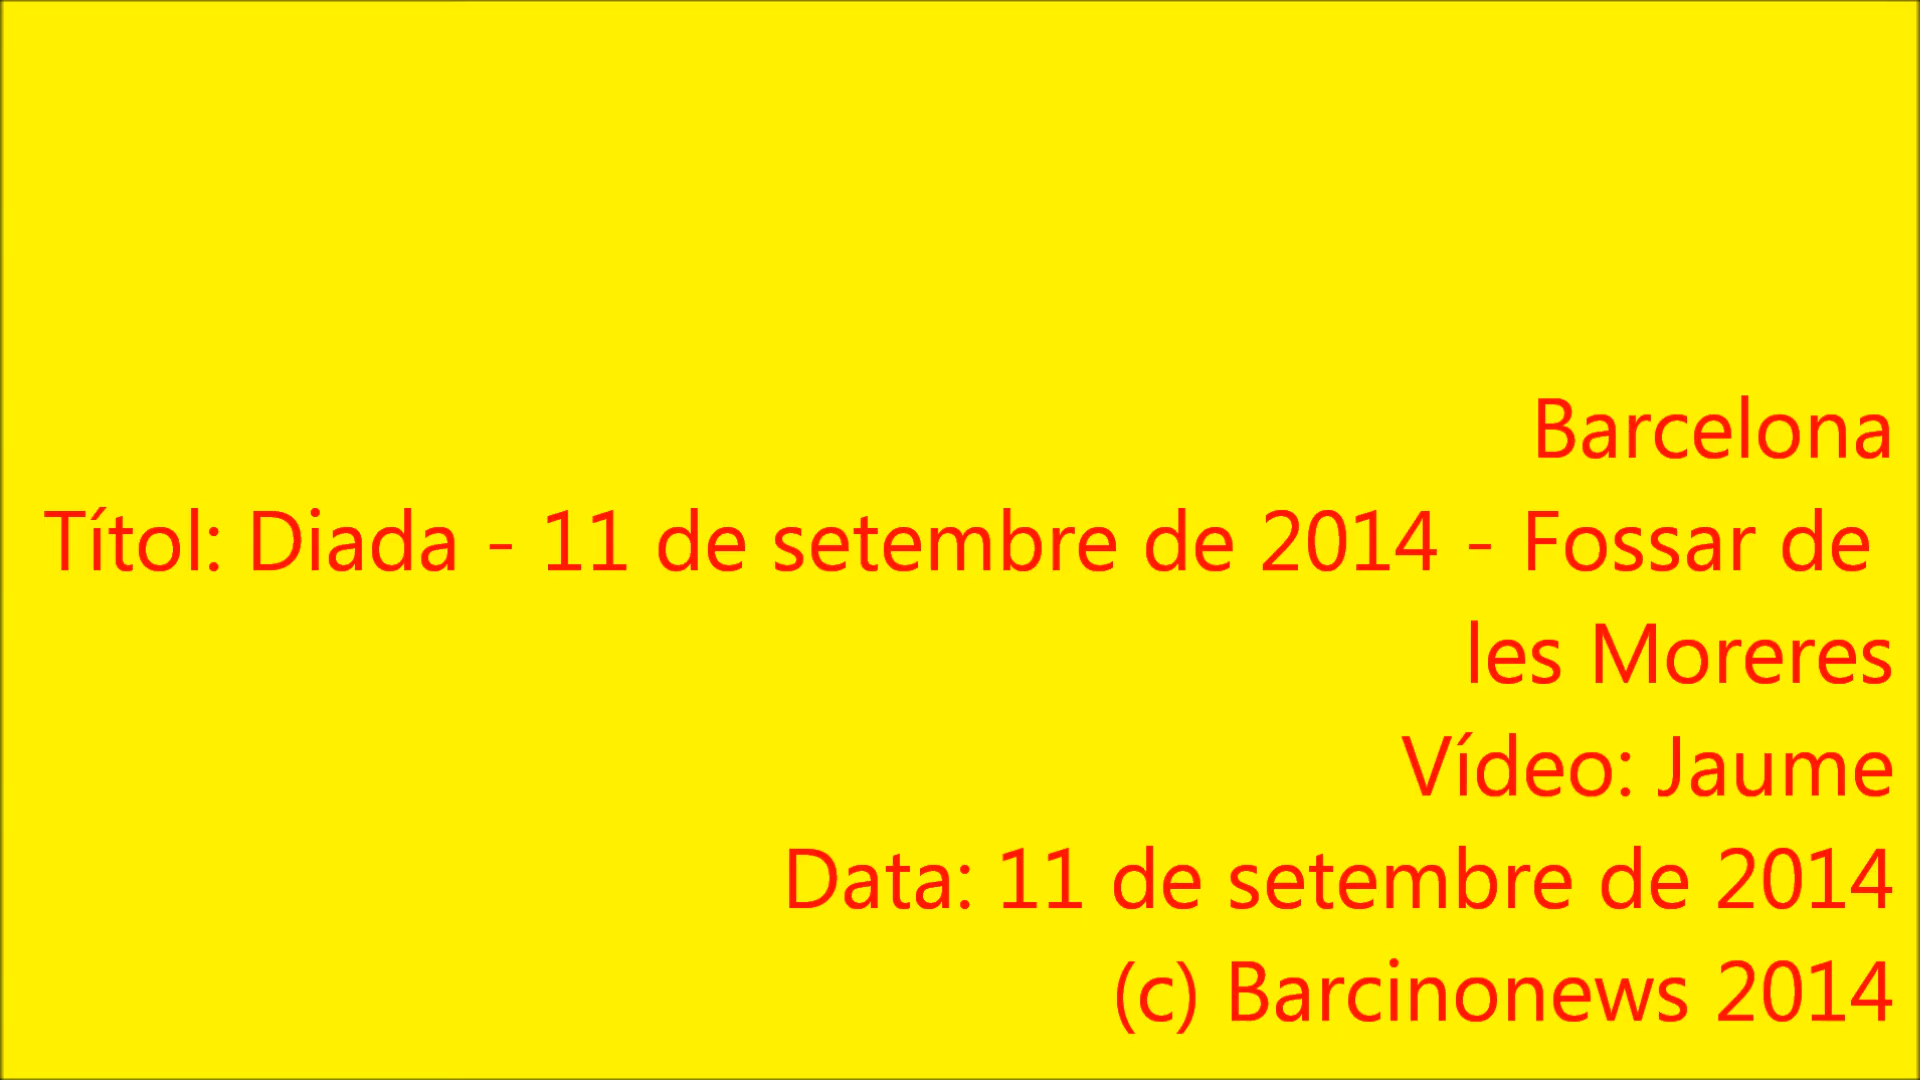 Barcelona
Títol: Diada - 11 de setembre de 2014 - Fossar de
les Moreres
Vídeo: Jaume
Data: 11 de setembre de 2014
(c) Barcinonews 2014